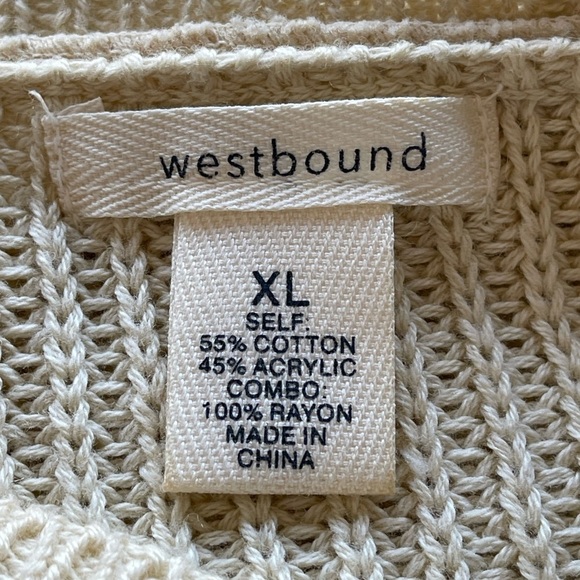 westbound
XL
SELF:
55% COTTON
45% ACRYLIC
COMBO:
100% RAYON
MADE IN
CHINA